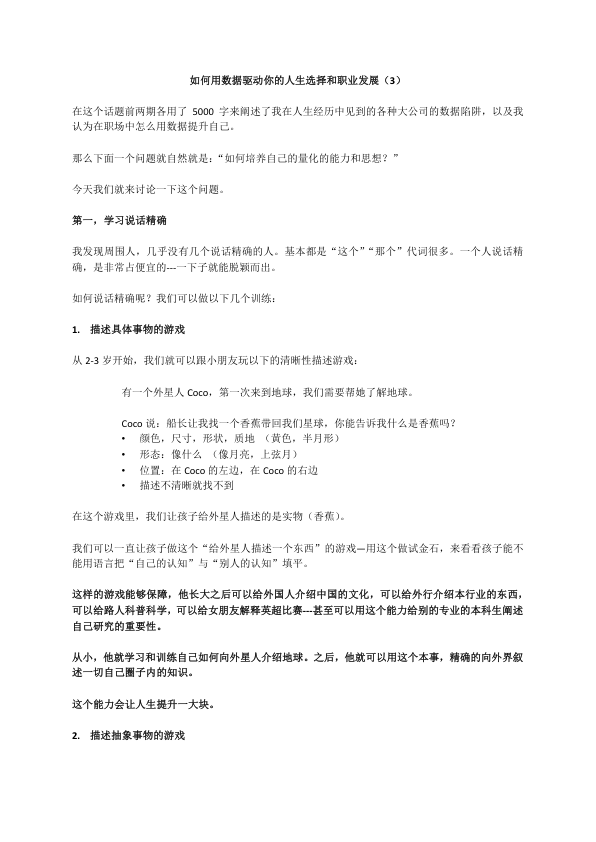 如何用数据驱动你的人生选择和职业发展（3）
在这个话题前两期各用了 5000 字来阐述了我在人生经历中见到的各种大公司的数据陷阱，以及我
认为在职场中怎么用数据提升自己。
那么下面一个问题就自然就是：“如何培养自己的量化的能力和思想？”
今天我们就来讨论一下这个问题。
第一，学习说话精确
我发现周围人，几乎没有几个说话精确的人。基本都是“这个”“那个”代词很多。一个人说话精
确，是非常占便宜的---一下子就能脱颖而出。
如何说话精确呢？我们可以做以下几个训练：
1. 描述具体事物的游戏
从 2-3 岁开始，我们就可以跟小朋友玩以下的清晰性描述游戏：
有一个外星人 Coco，第一次来到地球，我们需要帮她了解地球。
Coco 说：船长让我找一个香蕉带回我们星球，你能告诉我什么是香蕉吗？
• 颜色，尺寸，形状，质地 （黄色，半月形）
• 形态：像什么 （像月亮，上弦月）
• 位置：在 Coco 的左边，在 Coco 的右边
• 描述不清晰就找不到
在这个游戏里，我们让孩子给外星人描述的是实物（香蕉）。
我们可以一直让孩子做这个“给外星人描述一个东西”的游戏—用这个做试金石，来看看孩子能不
能用语言把“自己的认知”与“别人的认知”填平。
这样的游戏能够保障，他长大之后可以给外国人介绍中国的文化，可以给外行介绍本行业的东西，
可以给路人科普科学，可以给女朋友解释英超比赛---甚至可以用这个能力给别的专业的本科生阐述
自己研究的重要性。
从小，他就学习和训练自己如何向外星人介绍地球。之后，他就可以用这个本事，精确的向外界叙
述一切自己圈子内的知识。
这个能力会让人生提升一大块。
2. 描述抽象事物的游戏